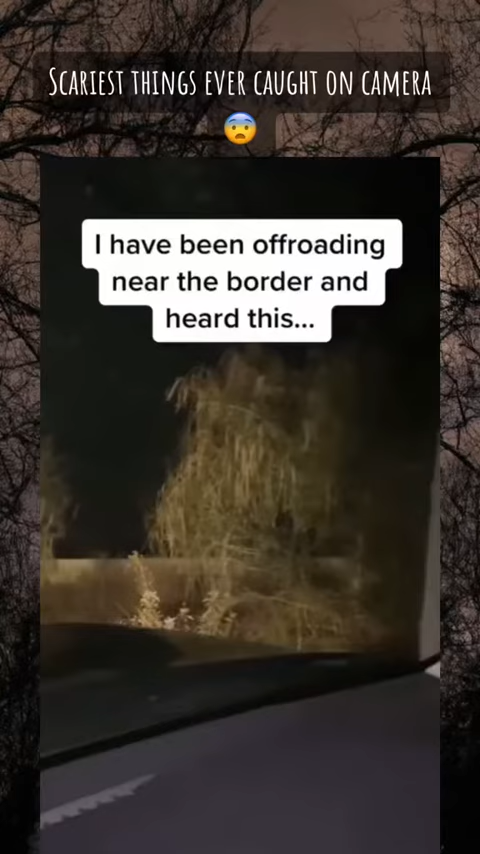 Scariest things ever caught on camera
😨
I have been offroading
near the border and
heard this...